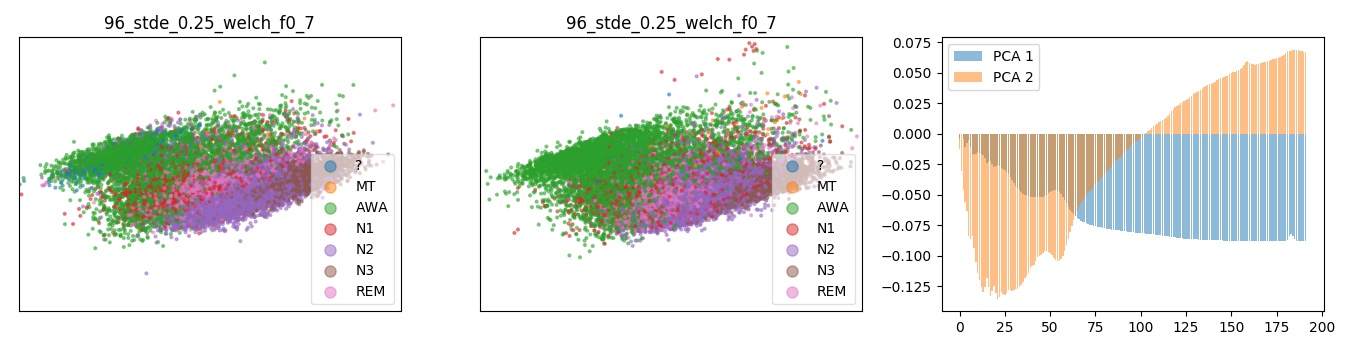 96_stde_0.25_welch_f0_7
?
MT
AWA
N1
N2
N3
REM
96_stde_0.25_welch_f0_7
?
MT
AWA
N1
N2
N3
REM
PCA 1
PCA 2
0.075
0.050
0.025
0.000
−0.025
−0.050
−0.075
−0.100
−0.125
0 25 50 75 100 125 150 175 200